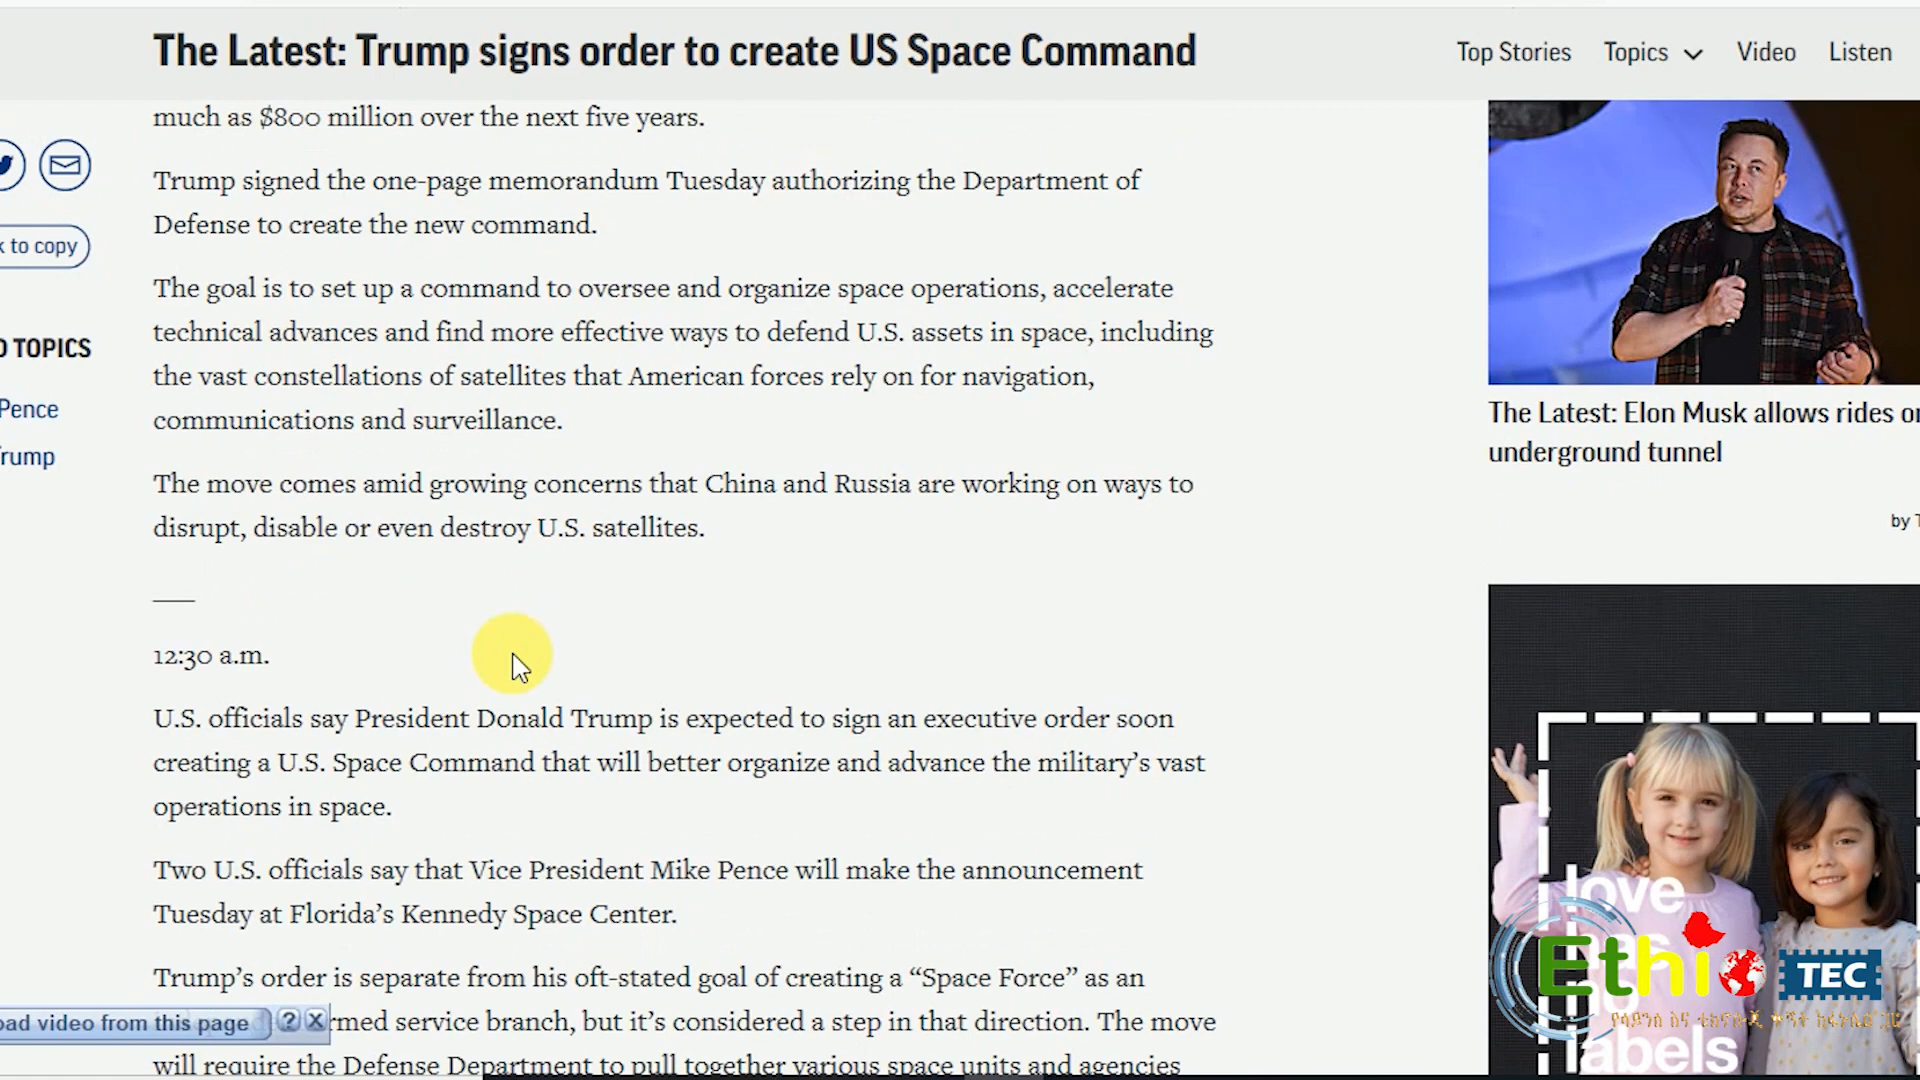 The Latest: Trump signs order to create US Space Command
Top Stories
Topics
Video
Listen
k to copy
TOPICS
Pence
rump
much as $800 million over the next five years.
Trump signed the one-page memorandum Tuesday authorizing the Department of
Defense to create the new command.
The goal is to set up a command to oversee and organize space operations, accelerate
technical advances and find more effective ways to defend U.S. assets in space, including
the vast constellations of satellites that American forces rely on for navigation,
communications and surveillance.
The move comes amid growing concerns that China and Russia are working on ways to
disrupt, disable or even destroy U.S. satellites.
12:30 a.m.
U.S. officials say President Donald Trump is expected to sign an executive order soon
creating a U.S. Space Command that will better organize and advance the military's vast
operations in space.
Two U.S. officials say that Vice President Mike Pence will make the announcement
Tuesday at Florida's Kennedy Space Center.
Trump's order is separate from his oft-stated goal of creating a “Space Force” as an
rmed service branch, but it's considered a step in that direction. The move
will require the Defense Department to pull together various space units and agencies
oad video from this page
?
The Latest: Elon Musk allows rides
underground tunnel
by
love
has
no
labels
Ethio TEC
የሳይንስ እና ቴክኖሎጂ